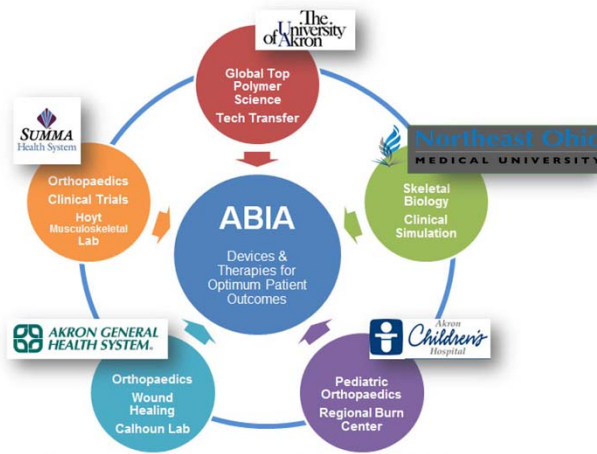 The
University
of Akron
Global Top
Polymer
Science
Tech Transfer
SUMMA
Health System
Orthopaedics
Clinical Trials
Hoyt
Musculoskeletal
Lab
Northeast Ohio
MEDICAL UNIVERSITY
Skeletal
Biology
Clinical
Simulation
ABIA
Devices &
Therapies for
Optimum Patient
Outcomes
AKRON GENERAL
HEALTH SYSTEM.
Orthopaedics
Wound
Healing
Calhoun Lab
Akron
Children's
Hospital
Pediatric
Orthopaedics
Regional Burn
Center